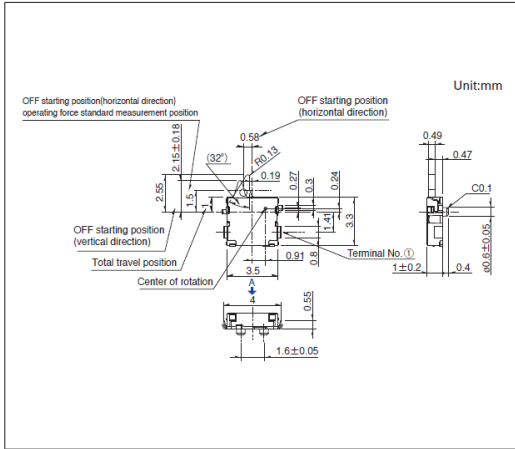 Unit:mm
OFF starting position(horizontal direction)
operating force standard measurement position
OFF starting position
(horizontal direction)
0.58
R0.13
(32°)
0.19
2.15±0.18
2.55
1.5
1
0.27
0.3
0.24
1.41
3.3
0.8
0.91
OFF starting position
(vertical direction)
Total travel position
Center of rotation
Terminal No.①
3.5
A
4
0.55
1.6±0.05
0.49
0.47
C0.1
ø0.6±0.05
1±0.2
0.4